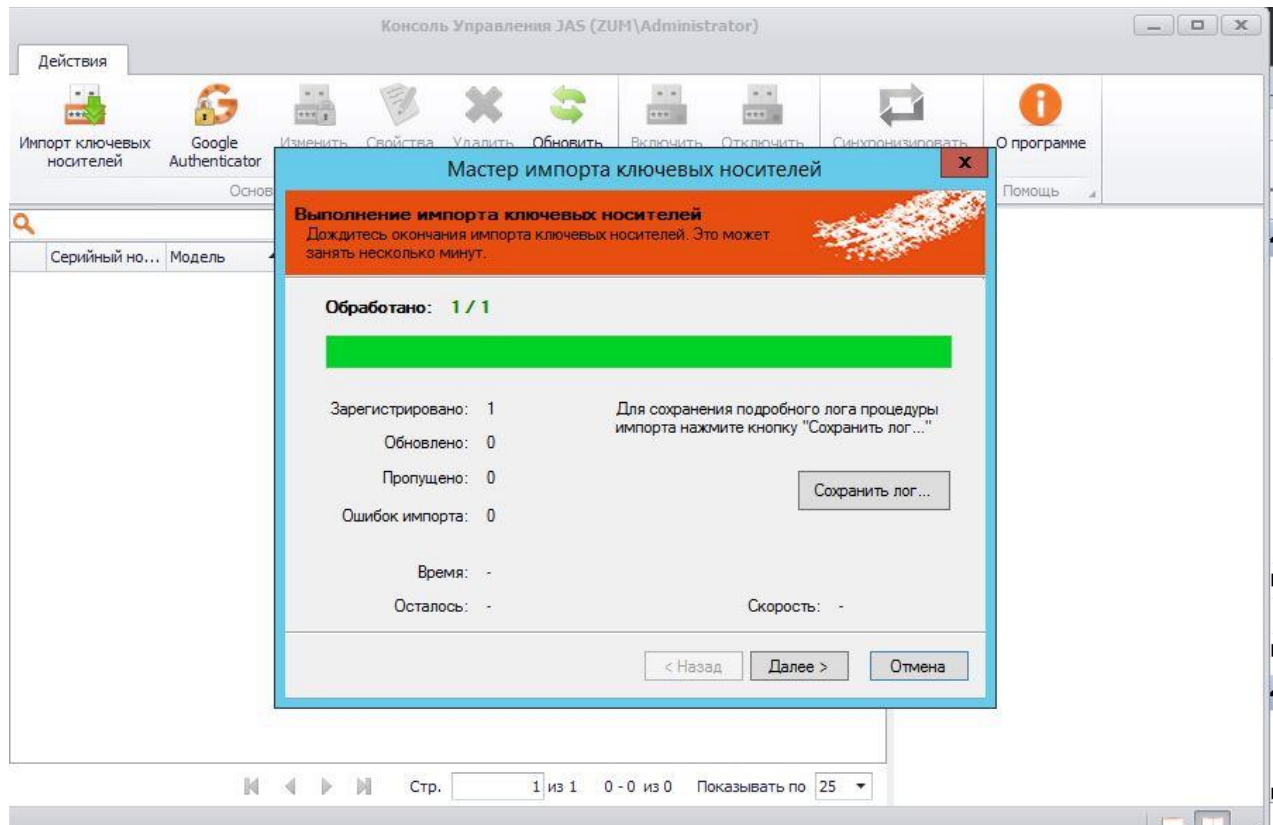 Консоль Управления JAS (ZUM\Administrator)
Действия
Импорт ключевых носителей
Google Authenticator
Изменить
Свойства
Удалить
Обновить
Включить
Отключить
Синхронизировать
О программе
Основ
Помощь
Серийный но...
Модель
Мастер импорта ключевых носителей
x
Выполнение импорта ключевых носителей
Дождитесь окончания импорта ключевых носителей. Это может
занять несколько минут.
Обработано: 1 / 1
Зарегистрировано: 1
Обновлено: 0
Пропущено: 0
Ошибок импорта: 0
Для сохранения подробного лога процедуры
импорта нажмите кнопку "Сохранить лог..."
Сохранить лог...
Время: -
Осталось: -
Скорость: -
< Назад
Далее >
Отмена
Стр. 1 из 1 0 - 0 из 0 Показывать по 25